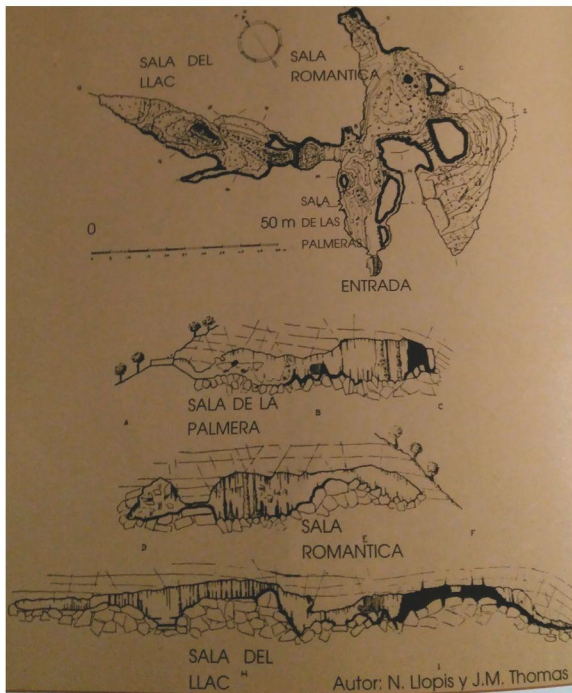 SALA DEL
LLAC
SALA
ROMANTICA
0
50 m
SALA
DE LAS
PALMERAS
ENTRADA
SALA DE LA
PALMERA
A
B
C
SALA
ROMANTICA
D
E
F
SALA DEL
LLAC
H
I
Autor: N. Llopis y J.M. Thomas